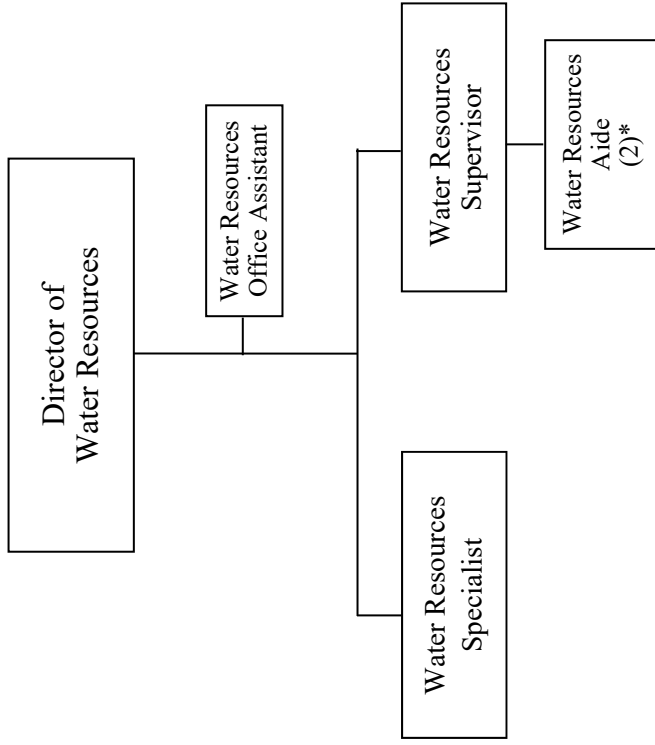 Director of
Water Resources
Water Resources
Office Assistant
Water Resources
Specialist
Water Resources
Supervisor
Water Resources
Aide
(2)*